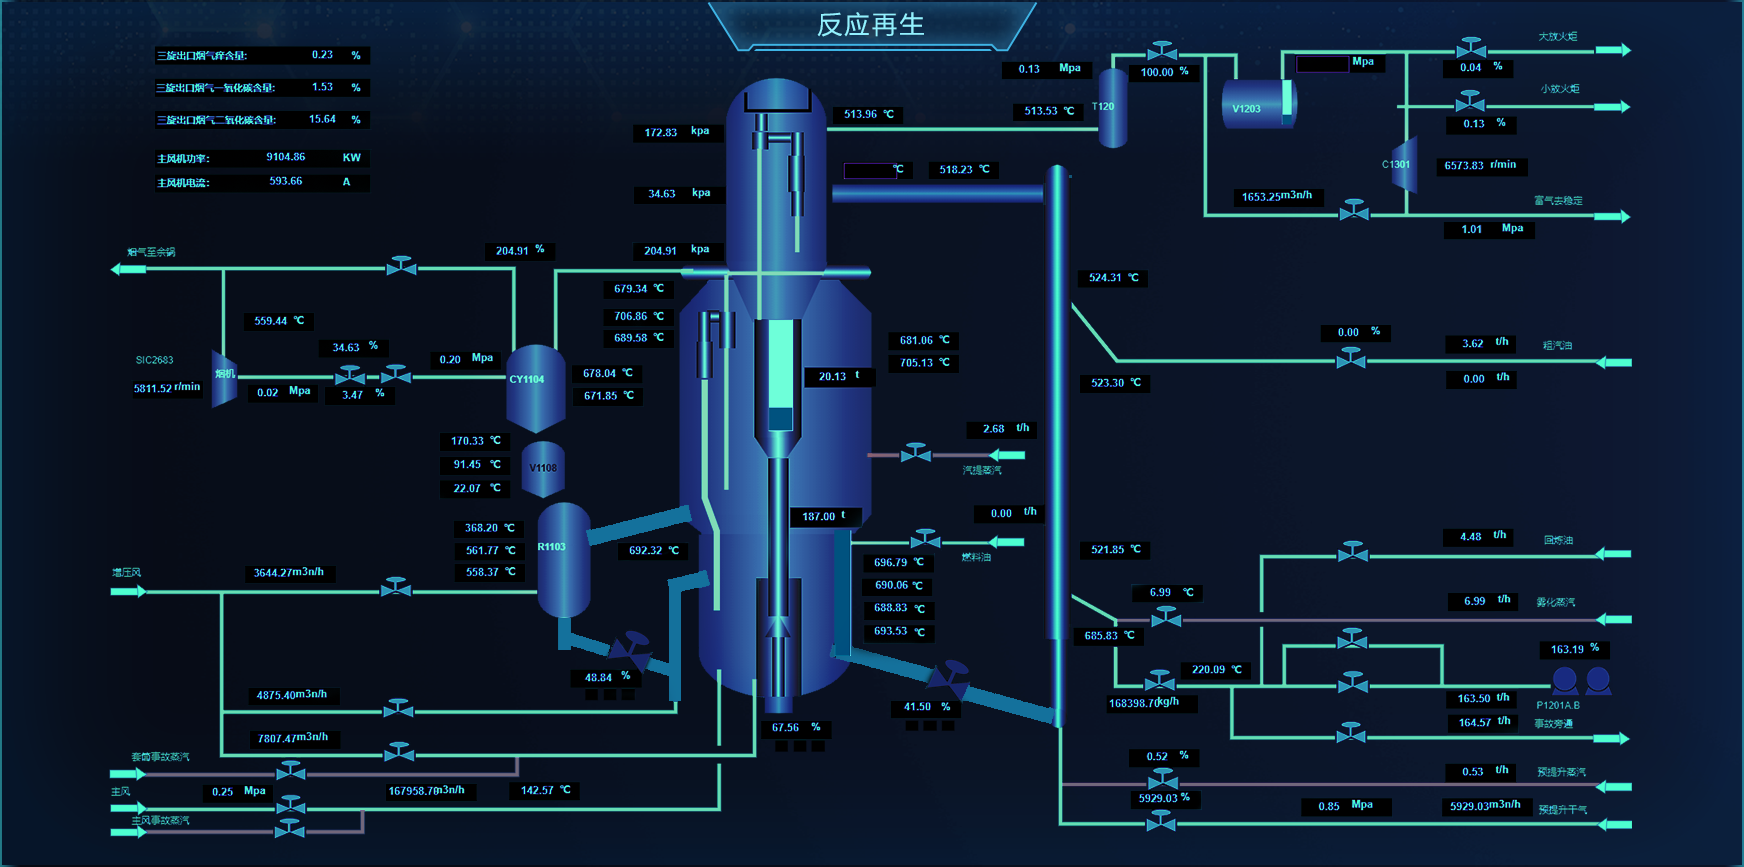 反应再生
三旋出口烟气痒含量: 0.23 %
三旋出口烟气一氧化碳含量: 1.53 %
三旋出口烟气二氧化碳含量: 15.64 %
主风机功率: 9104.86 KW
主风机电流: 593.66 A
0.13 Mpa
100.00 %
Mpa
大放火炬
0.04 %
小放火炬
0.13 %
T120
V1203
172.83 kpa
513.96 ℃
513.53 ℃
℃
518.23 ℃
C1301
6573.83 r/min
34.63 kpa
1653.25m3n/h
富气去稳定
1.01 Mpa
烟气至余锅
204.91 %
204.91 kpa
679.34 ℃
524.31 ℃
559.44 ℃
706.86 ℃
689.58 ℃
681.06 ℃
705.13 ℃
0.00 %
3.62 t/h
粗汽油
0.00 t/h
SIC2683
34.63 %
0.20 Mpa
烟机
5811.52 r/min
0.02 Mpa
3.47 %
CY1104
678.04 ℃
671.85 ℃
20.13 t
523.30 ℃
170.33 ℃
91.45 ℃
22.07 ℃
V1108
2.68 t/h
汽提蒸汽
187.00 t
0.00 t/h
燃料油
368.20 ℃
561.77 ℃
558.37 ℃
R1103
692.32 ℃
696.79 ℃
690.06 ℃
688.83 ℃
693.53 ℃
521.85 ℃
4.48 t/h
回炼油
增压风
3644.27m3n/h
6.99 ℃
6.99 t/h
雾化蒸汽
685.83 ℃
220.09 ℃
163.19 %
48.84 %
41.50 %
168398.70kg/h
163.50 t/h
P1201A.B
4875.40m3n/h
67.56 %
164.57 t/h
事故旁通
7807.47m3n/h
套筒事故蒸汽
0.52 %
0.53 t/h
预提升蒸汽
主风
0.25 Mpa
167958.70m3n/h
142.57 ℃
5929.03 %
0.85 Mpa
5929.03m3n/h
预提升干气
主风事故蒸汽